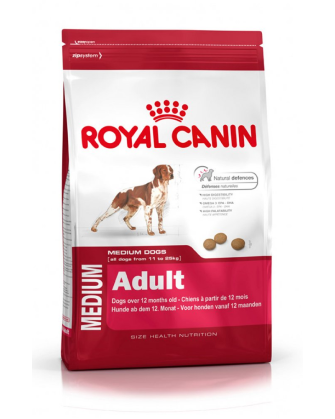 zipsystem
ROYAL CANIN
Natural defences
Défenses naturelles
MEDIUM DOGS
(all dogs from 11 to 25kg)
MEDIUM
Adult
Dogs over 12 months old - Chiens à partir de 12 mois
Hunde ab dem 12. Monat - Voor honden vanaf 12 maanden
SIZE HEALTH NUTRITION